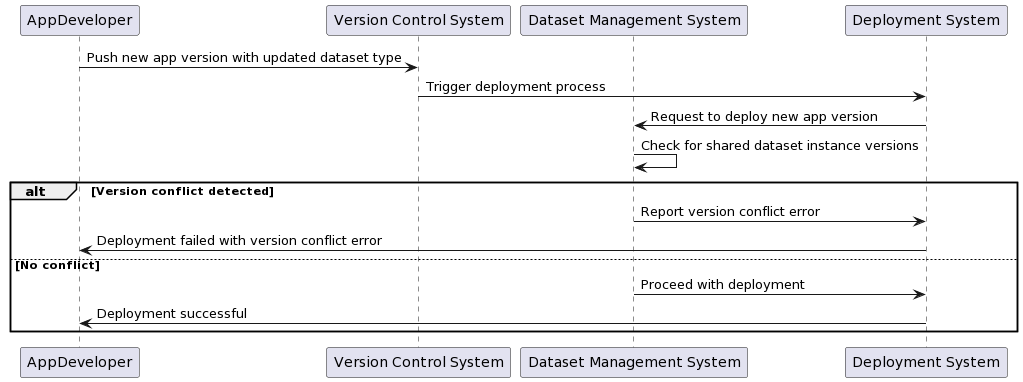 AppDeveloper
Version Control System
Dataset Management System
Deployment System
Push new app version with updated dataset type
Trigger deployment process
Request to deploy new app version
Check for shared dataset instance versions
alt
[Version conflict detected]
Report version conflict error
Deployment failed with version conflict error
[No conflict]
Proceed with deployment
Deployment successful
AppDeveloper
Version Control System
Dataset Management System
Deployment System